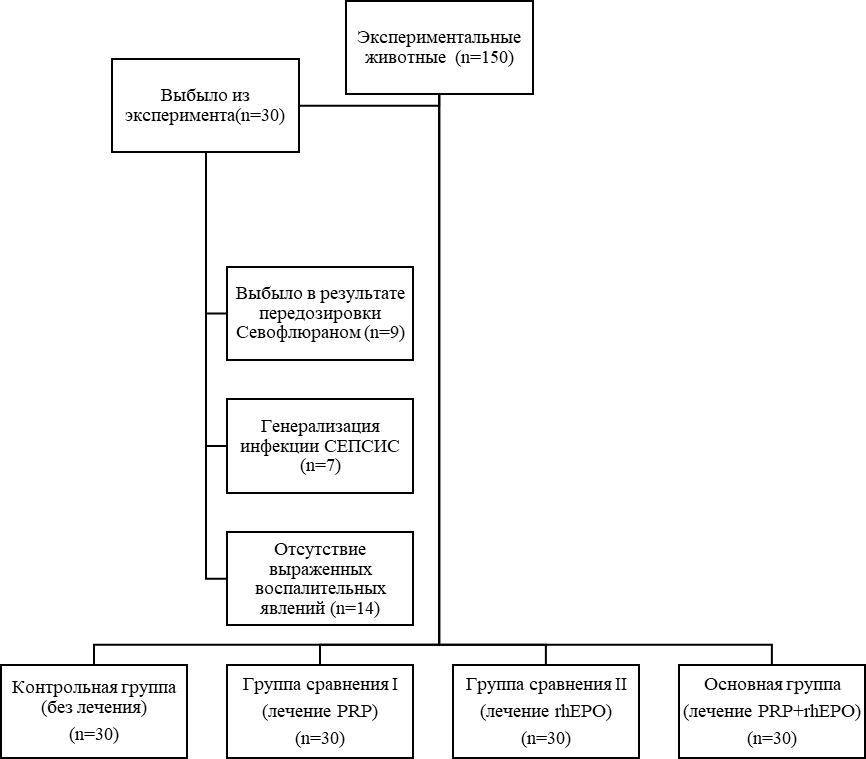 Экспериментальные
животные (n=150)
Выбыло из
эксперимента(n=30)
Выбыло в результате
передозировки
Севофлюраном (n=9)
Генерализация
инфекции СЕПСИС
(n=7)
Отсутствие
выраженных
воспалительных
явлений (n=14)
Контрольная группа
(без лечения)
(n=30)
Группа сравнения I
(лечение PRP)
(n=30)
Группа сравнения II
(лечение rhEPO)
(n=30)
Основная группа
(лечение PRP+rhEPO)
(n=30)